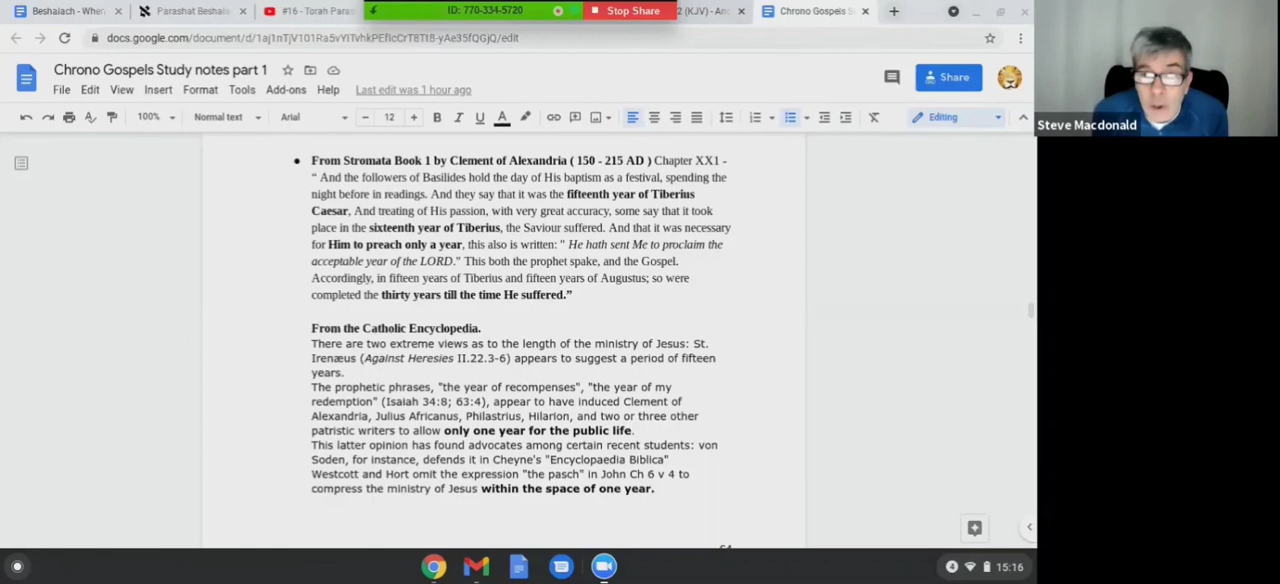 Beshalach - Wher
Parashat Beshala
#16 - Torah Para
ID: 770-334-5720
Stop Share
2 (KJV) - An
Chrono Gospels S
docs.google.com/document/d/
/edit
Chrono Gospels Study notes part 1
Share
File Edit View Insert Format Tools Add-ons Help Last edit was 1 hour ago
100% Normal text Arial 12 B I U A Editing
Steve Macdonald
From Stromata Book 1 by Clement of Alexandria ( 150 - 215 AD ) Chapter XX1 -
“ And the followers of Basilides hold the day of His baptism as a festival, spending the
night before in readings. And they say that it was the fifteenth year of Tiberius
Caesar, And treating of His passion, with very great accuracy, some say that it took
place in the sixteenth year of Tiberius, the Saviour suffered. And that it was necessary
for Him to preach only a year, this also is written: " He hath sent Me to proclaim the
acceptable year of the LORD." This both the prophet spake, and the Gospel.
Accordingly, in fifteen years of Tiberius and fifteen years of Augustus; so were
completed the thirty years till the time He suffered.”
From the Catholic Encyclopedia.
There are two extreme views as to the length of the ministry of Jesus: St.
Irenæus (Against Heresies II.22.3-6) appears to suggest a period of fifteen
years.
The prophetic phrases, "the year of recompenses", "the year of my
redemption" (Isaiah 34:8; 63:4), appear to have induced Clement of
Alexandria, Julius Africanus, Philastrius, Hilarion, and two or three other
patristic writers to allow only one year for the public life.
This latter opinion has found advocates among certain recent students: von
Soden, for instance, defends it in Cheyne's "Encyclopaedia Biblica"
Westcott and Hort omit the expression "the pasch" in John Ch 6 v 4 to
compress the ministry of Jesus within the space of one year.
4 15:16